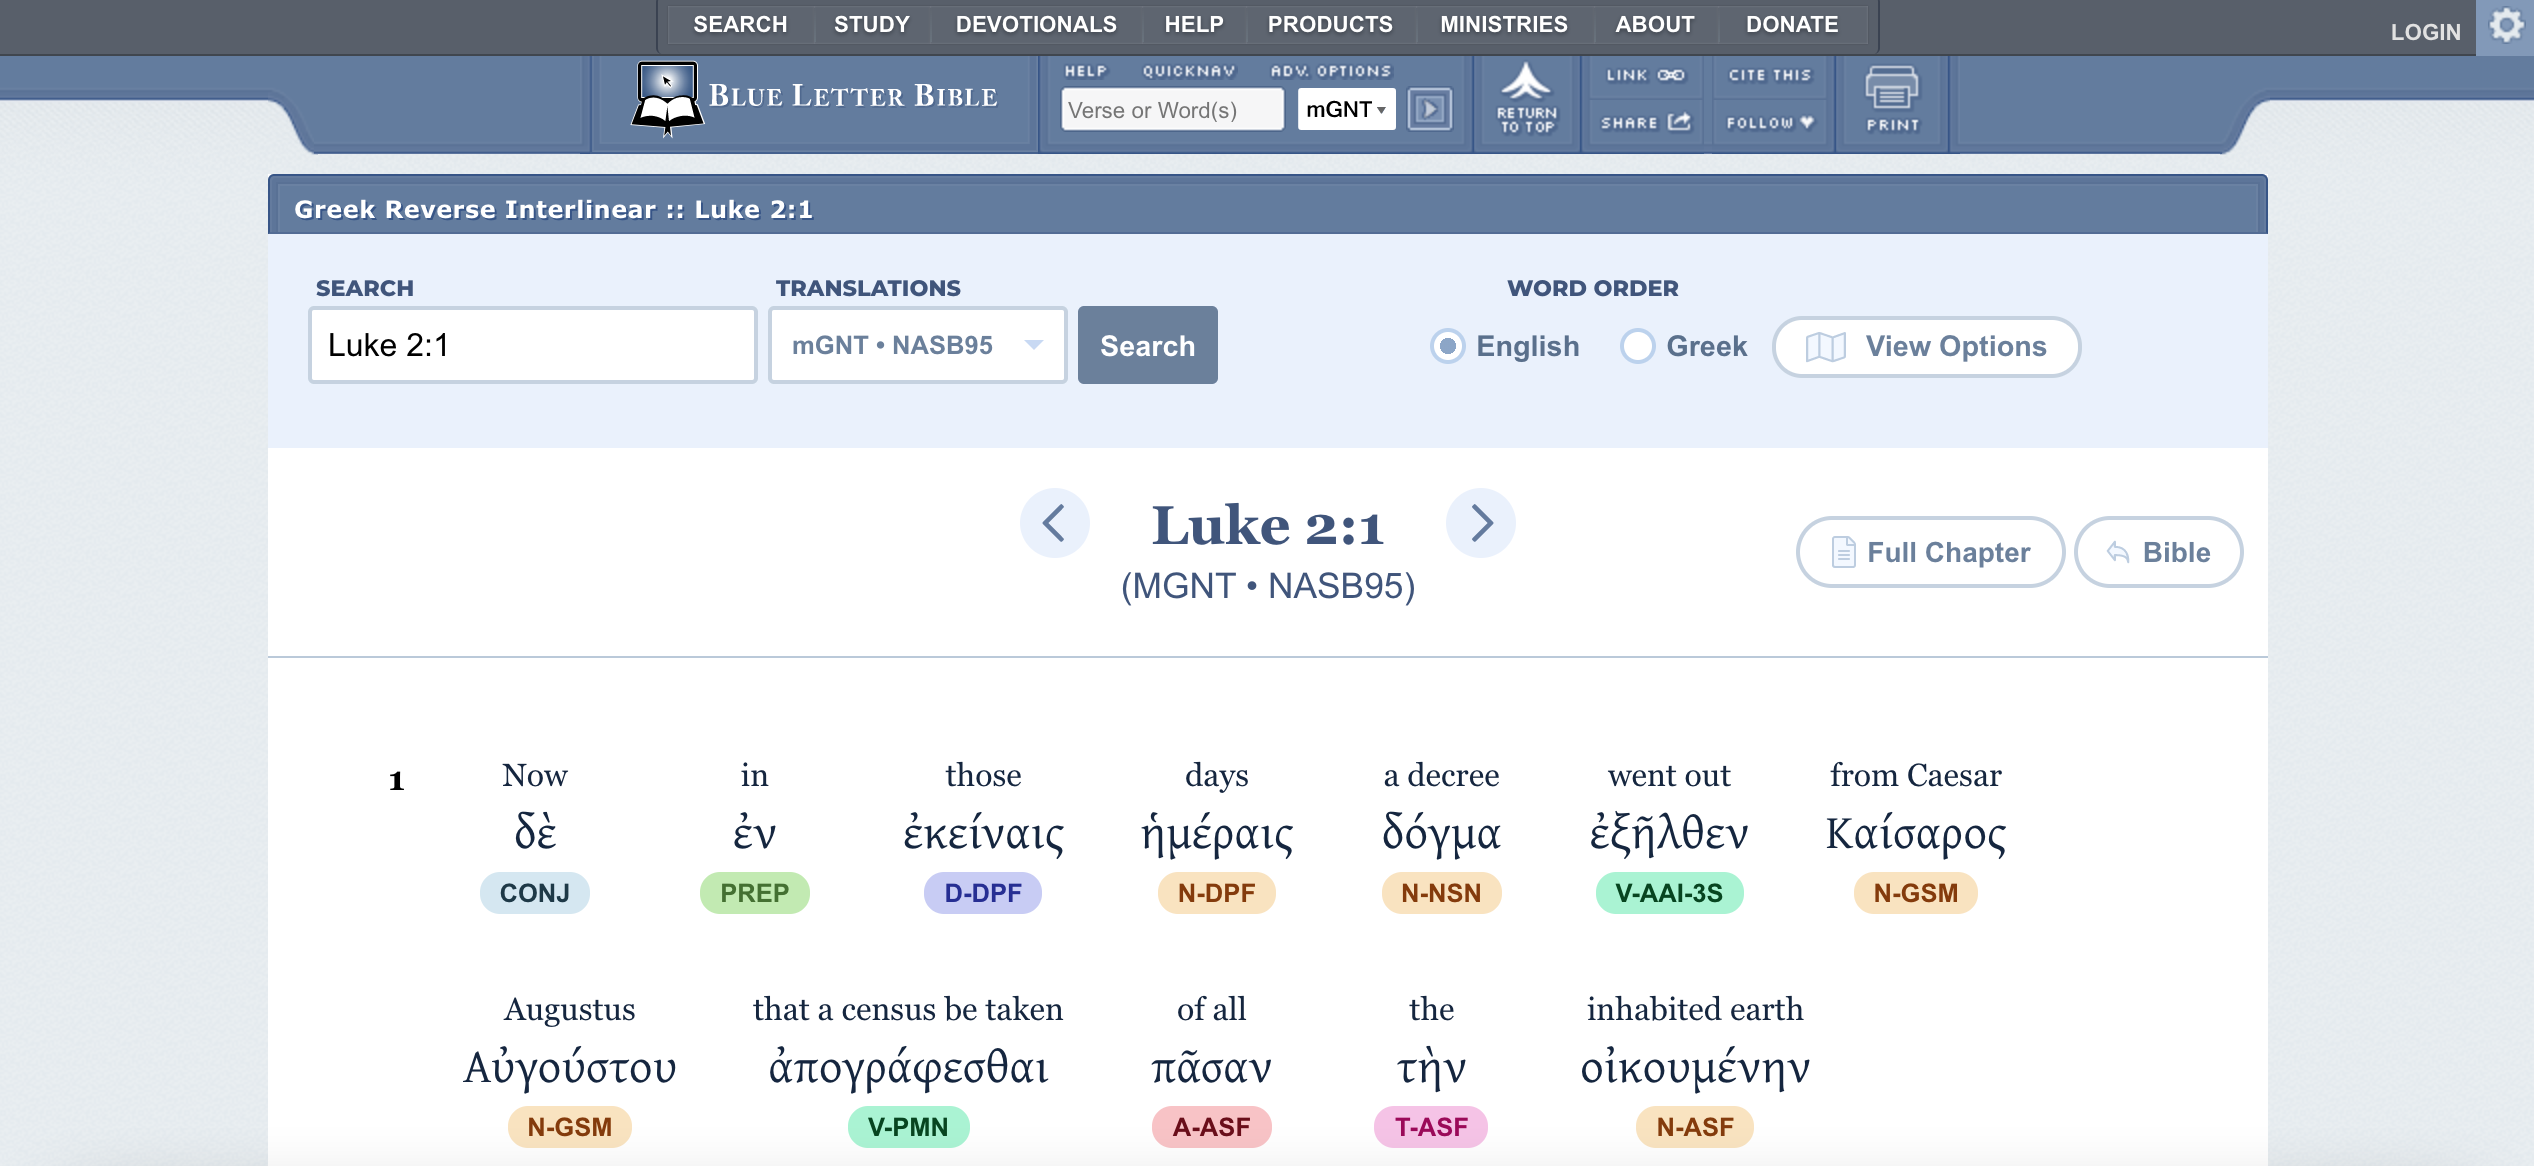 SEARCH STUDY DEVOTIONALS HELP PRODUCTS MINISTRIES ABOUT DONATE
LOGIN
BLUE LETTER BIBLE
HELP QUICKNAV ADV. OPTIONS
Verse or Word(s) mGNT
RETURN TO TOP
LINK
CITE THIS
SHARE
FOLLOW
PRINT
Greek Reverse Interlinear :: Luke 2:1
SEARCH TRANSLATIONS WORD ORDER
Luke 2:1 mGNT • NASB95 Search English Greek View Options
Luke 2:1
(MGNT • NASB95)
Full Chapter Bible
1 Now in those days a decree went out from Caesar
δὲ ἐν ἐκείναις ἡμέραις δόγμα ἐξῆλθεν Καίσαρος
CONJ PREP D-DPF N-DPF N-NSN V-AAI-3S N-GSM
Augustus that a census be taken of all the inhabited earth
Αὐγούστου ἀπογράφεσθαι πᾶσαν τὴν οἰκουμένην
N-GSM V-PMN A-ASF T-ASF N-ASF